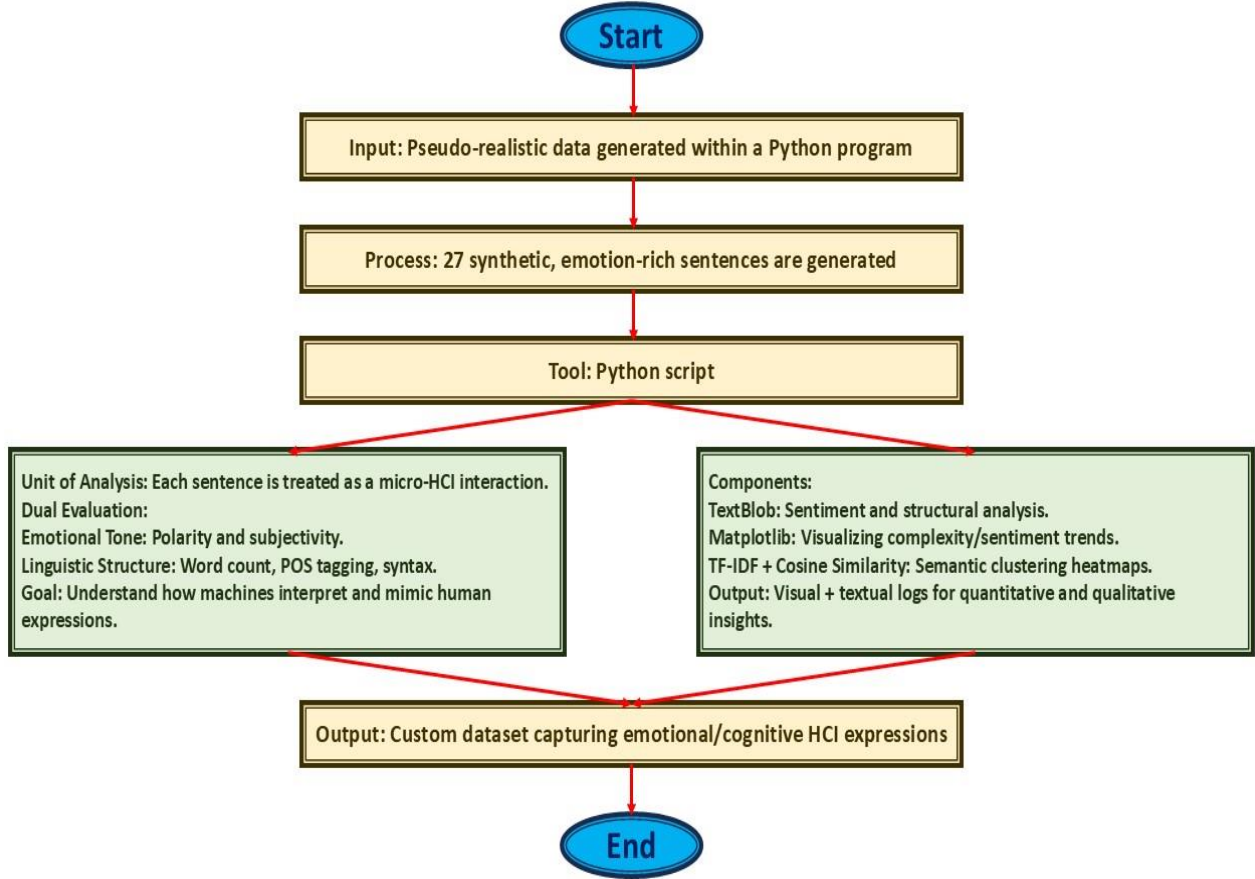 Start
Input: Pseudo-realistic data generated within a Python program
Process: 27 synthetic, emotion-rich sentences are generated
Tool: Python script
Unit of Analysis: Each sentence is treated as a micro-HCI interaction.
Dual Evaluation:
Emotional Tone: Polarity and subjectivity.
Linguistic Structure: Word count, POS tagging, syntax.
Goal: Understand how machines interpret and mimic human
expressions.
Components:
TextBlob: Sentiment and structural analysis.
Matplotlib: Visualizing complexity/sentiment trends.
TF-IDF + Cosine Similarity: Semantic clustering heatmaps.
Output: Visual + textual logs for quantitative and qualitative
insights.
Output: Custom dataset capturing emotional/cognitive HCI expressions
End